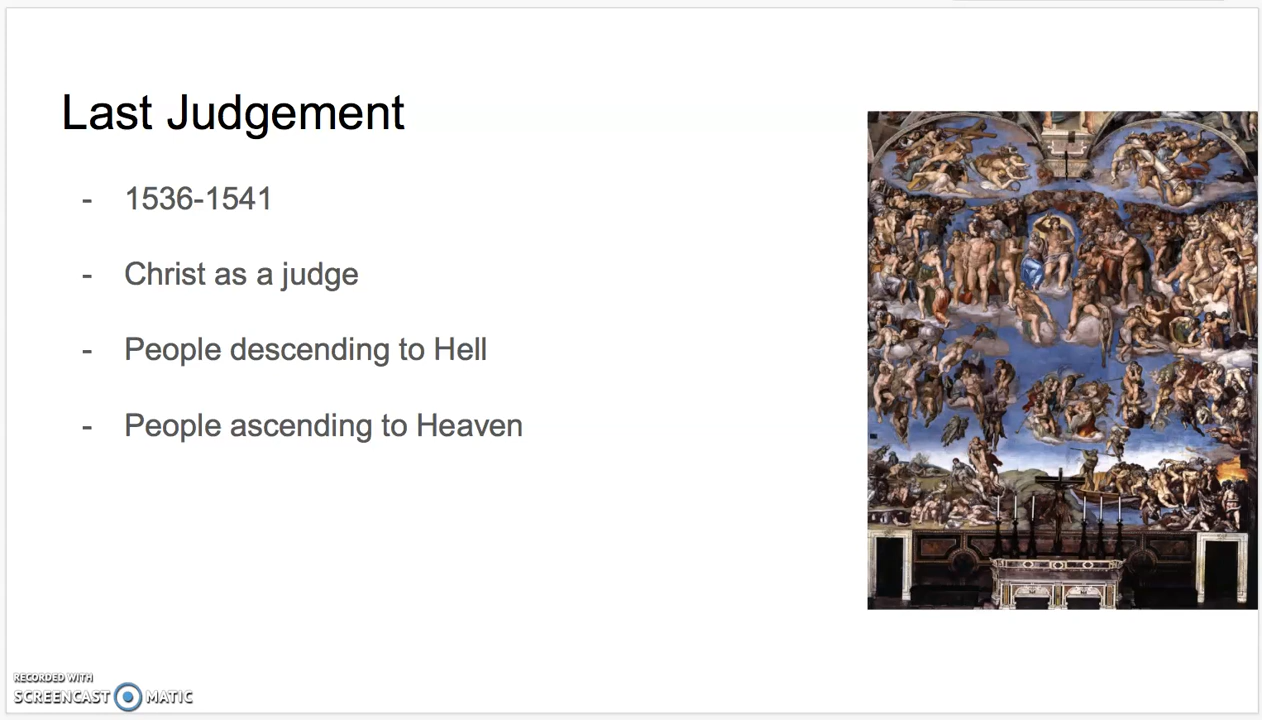 Last Judgement
- 1536-1541
- Christ as a judge
- People descending to Hell
- People ascending to Heaven
RECORDED WITH
SCREENCAST MATIC